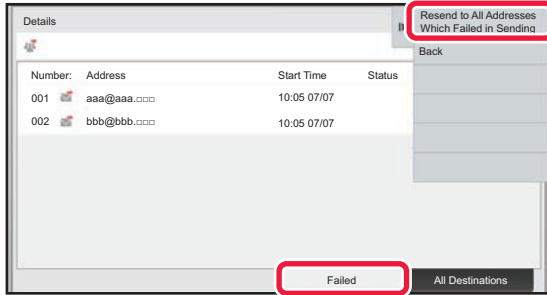 Details
Resend to All Addresses
Which Failed in Sending
Back
Number: Address Start Time Status
001 aaa@aaa.□□□ 10:05 07/07
002 bbb@bbb.□□□ 10:05 07/07
Failed All Destinations